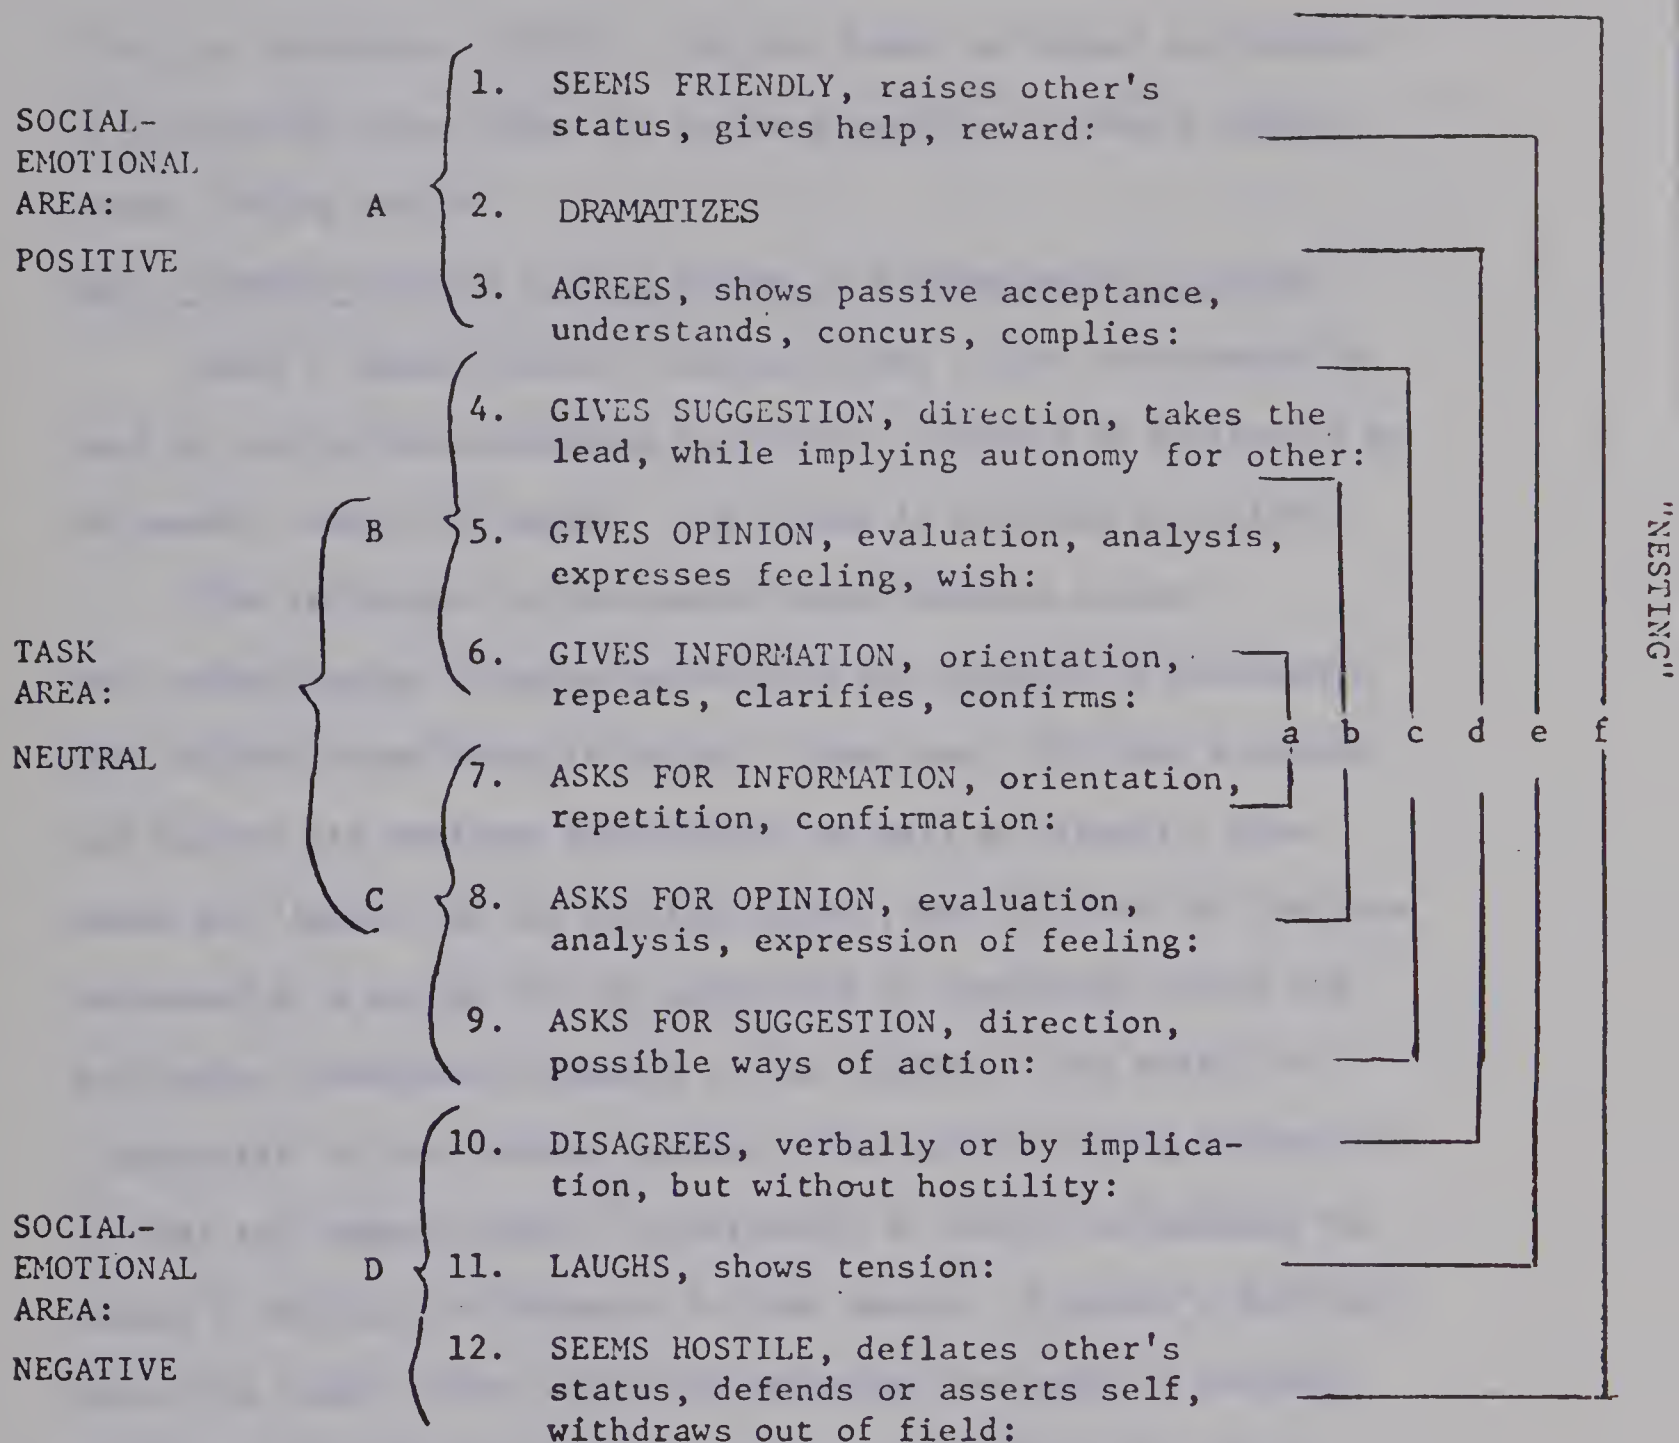 SOCIAL-
EMOTIONAL
AREA:
POSITIVE
A
1. SEEMS FRIENDLY, raises other's
status, gives help, reward:
2. DRAMATIZES
3. AGREES, shows passive acceptance,
understands, concurs, complies:
TASK
AREA:
NEUTRAL
B
4. GIVES SUGGESTION, direction, takes the
lead, while implying autonomy for other:
5. GIVES OPINION, evaluation, analysis,
expresses feeling, wish:
6. GIVES INFORMATION, orientation,
repeats, clarifies, confirms:
C
7. ASKS FOR INFORMATION, orientation,
repetition, confirmation:
8. ASKS FOR OPINION, evaluation,
analysis, expression of feeling:
9. ASKS FOR SUGGESTION, direction,
possible ways of action:
SOCIAL-
EMOTIONAL
AREA:
NEGATIVE
D
10. DISAGREES, verbally or by implica-
tion, but without hostility:
11. LAUGHS, shows tension:
12. SEEMS HOSTILE, deflates other's
status, defends or asserts self,
withdraws out of field:
a b c d e f
"NESTING"